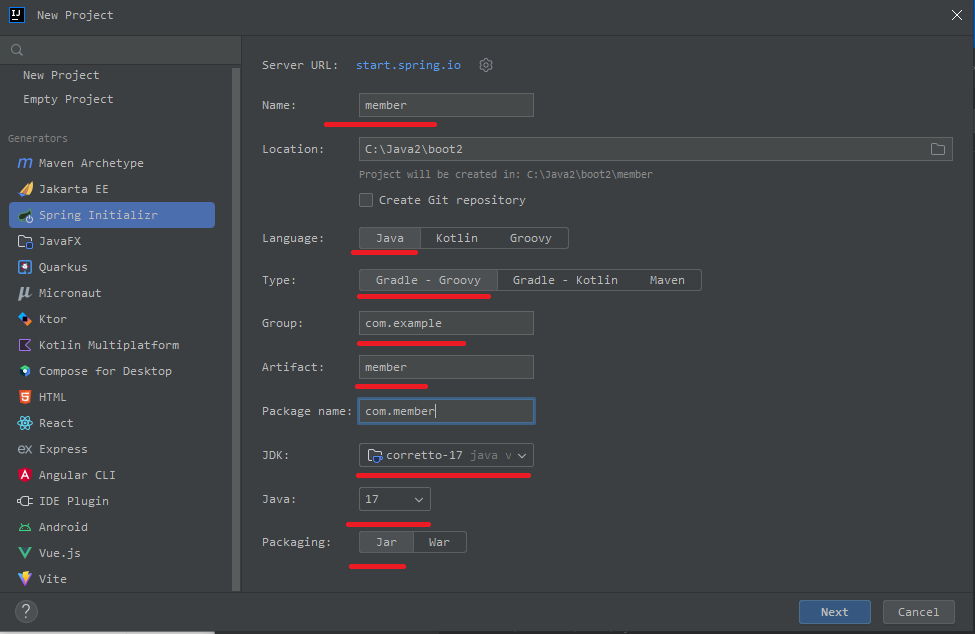 New Project
New Project
Empty Project
Generators
Maven Archetype
Jakarta EE
Spring Initializr
JavaFX
Quarkus
Micronaut
Ktor
Kotlin Multiplatform
Compose for Desktop
HTML
React
Express
Angular CLI
IDE Plugin
Android
Vue.js
Vite
Server URL: start.spring.io
Name: member
Location: C:\Java2\boot2
Project will be created in: C:\Java2\boot2\member
Create Git repository
Language: Java Kotlin Groovy
Type: Gradle - Groovy Gradle - Kotlin Maven
Group: com.example
Artifact: member
Package name: com.member
JDK: corretto-17 java v
Java: 17
Packaging: Jar War
? Next Cancel